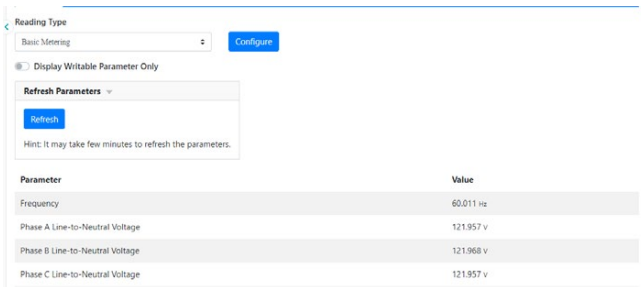 Reading Type
Basic Metering Configure
Display Writable Parameter Only
Refresh Parameters
Refresh
Hint: It may take few minutes to refresh the parameters.
Parameter Value
Frequency 60.011 Hz
Phase A Line-to-Neutral Voltage 121.957 V
Phase B Line-to-Neutral Voltage 121.968 V
Phase C Line-to-Neutral Voltage 121.957 V